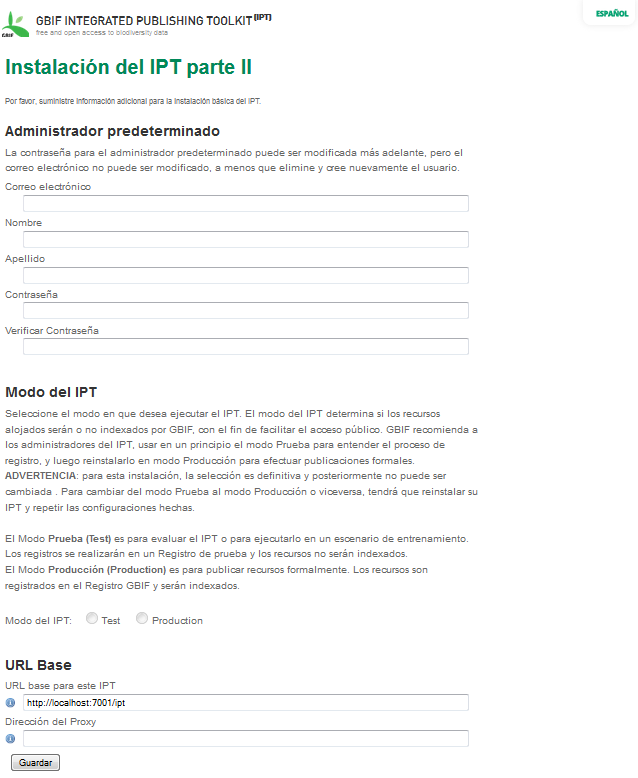 GBIF INTEGRATED PUBLISHING TOOLKIT(IPT)
free and open access to biodiversity data
GBIF
ESPAÑOL
Instalación del IPT parte II
Por favor, suministre información adicional para la instalación básica del IPT.
Administrador predeterminado
La contraseña para el administrador predeterminado puede ser modificada más adelante, pero el
correo electrónico no puede ser modificado, a menos que elimine y cree nuevamente el usuario.
Correo electrónico
Nombre
Apellido
Contraseña
Verificar Contraseña
Modo del IPT
Seleccione el modo en que desea ejecutar el IPT. El modo del IPT determina si los recursos
alojados serán o no indexados por GBIF, con el fin de facilitar el acceso público. GBIF recomienda a
los administradores del IPT, usar en un principio el modo Prueba para entender el proceso de
registro, y luego reinstalarlo en modo Producción para efectuar publicaciones formales.
ADVERTENCIA: para esta instalación, la selección es definitiva y posteriormente no puede ser
cambiada . Para cambiar del modo Prueba al modo Producción o viceversa, tendrá que reinstalar su
IPT y repetir las configuraciones hechas.
El Modo Prueba (Test) es para evaluar el IPT o para ejecutarlo en un escenario de entrenamiento.
Los registros se realizarán en un Registro de prueba y los recursos no serán indexados.
El Modo Producción (Production) es para publicar recursos formalmente. Los recursos son
registrados en el Registro GBIF y serán indexados.
Modo del IPT: Test Production
URL Base
URL base para este IPT
http://localhost:7001/ipt
Dirección del Proxy
Guardar